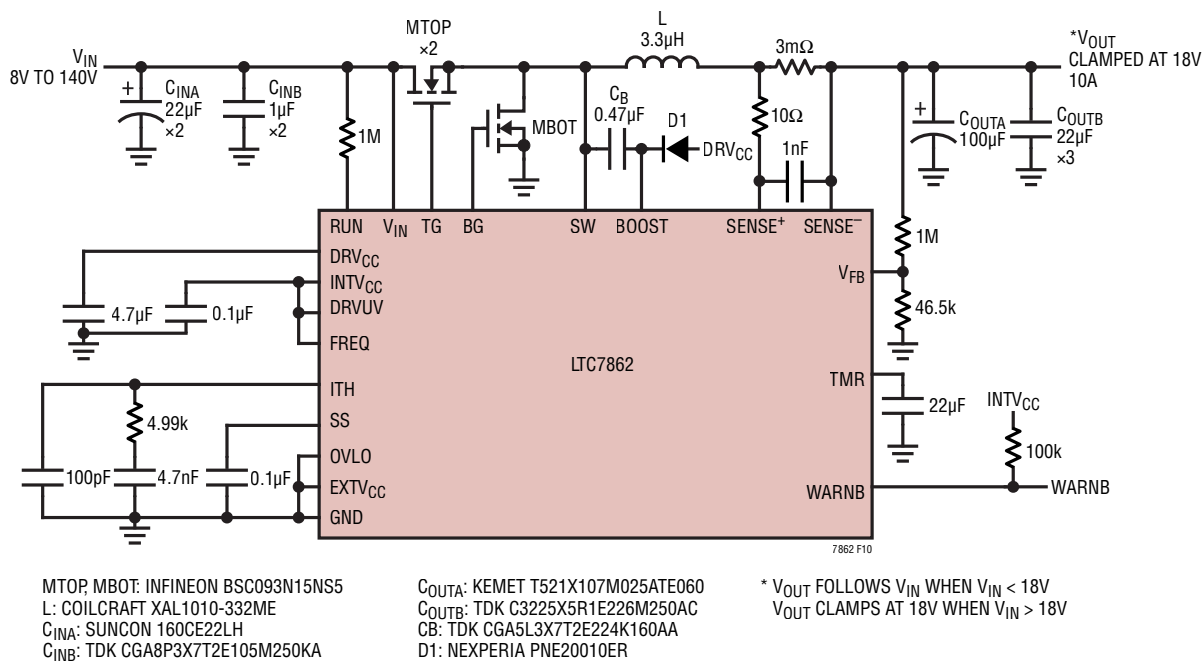 MTOP
×2
L
3.3µH
3mΩ
*VOUT
CLAMPED AT 18V
10A
VIN
8V TO 140V
+
CINA
22µF
×2
CINB
1µF
×2
1M
MBOT
CB
0.47µF
D1
DRVCC
10Ω
1nF
+
COUTA
100µF
COUTB
22µF
×3
RUN
VIN
TG
BG
SW
BOOST
SENSE+
SENSE–
1M
DRVCC
INTVCC
DRVUV
FREQ
4.7µF
0.1µF
VFB
46.5k
LTC7862
ITH
SS
OVLO
EXTVCC
GND
4.99k
100pF
4.7nF
0.1µF
TMR
22µF
INTVCC
100k
WARNB
WARNB
7862 F10
MTOP, MBOT: INFINEON BSC093N15NS5
L: COILCRAFT XAL1010-332ME
CINA: SUNCON 160CE22LH
CINB: TDK CGA8P3X7T2E105M250KA
COUTA: KEMET T521X107M025ATE060
COUTB: TDK C3225X5R1E226M250AC
CB: TDK CGA5L3X7T2E224K160AA
D1: NEXPERIA PNE20010ER
* VOUT FOLLOWS VIN WHEN VIN < 18V
VOUT CLAMPS AT 18V WHEN VIN > 18V